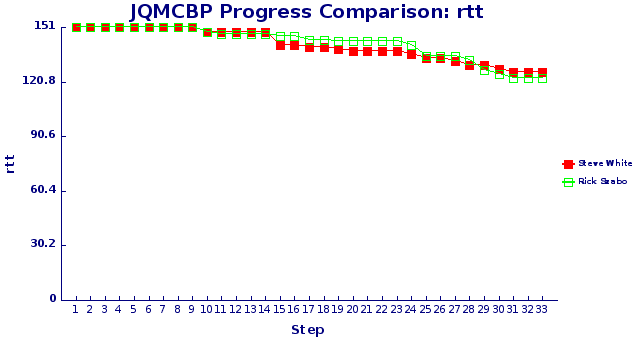 JQMCBP Progress Comparison: rtt
151
120.8
90.6
60.4
30.2
0
rtt
1 2 3 4 5 6 7 8 9 10 11 12 13 14 15 16 17 18 19 20 21 22 23 24 25 26 27 28 29 30 31 32 33
Step
Steve White
Rick Szabo